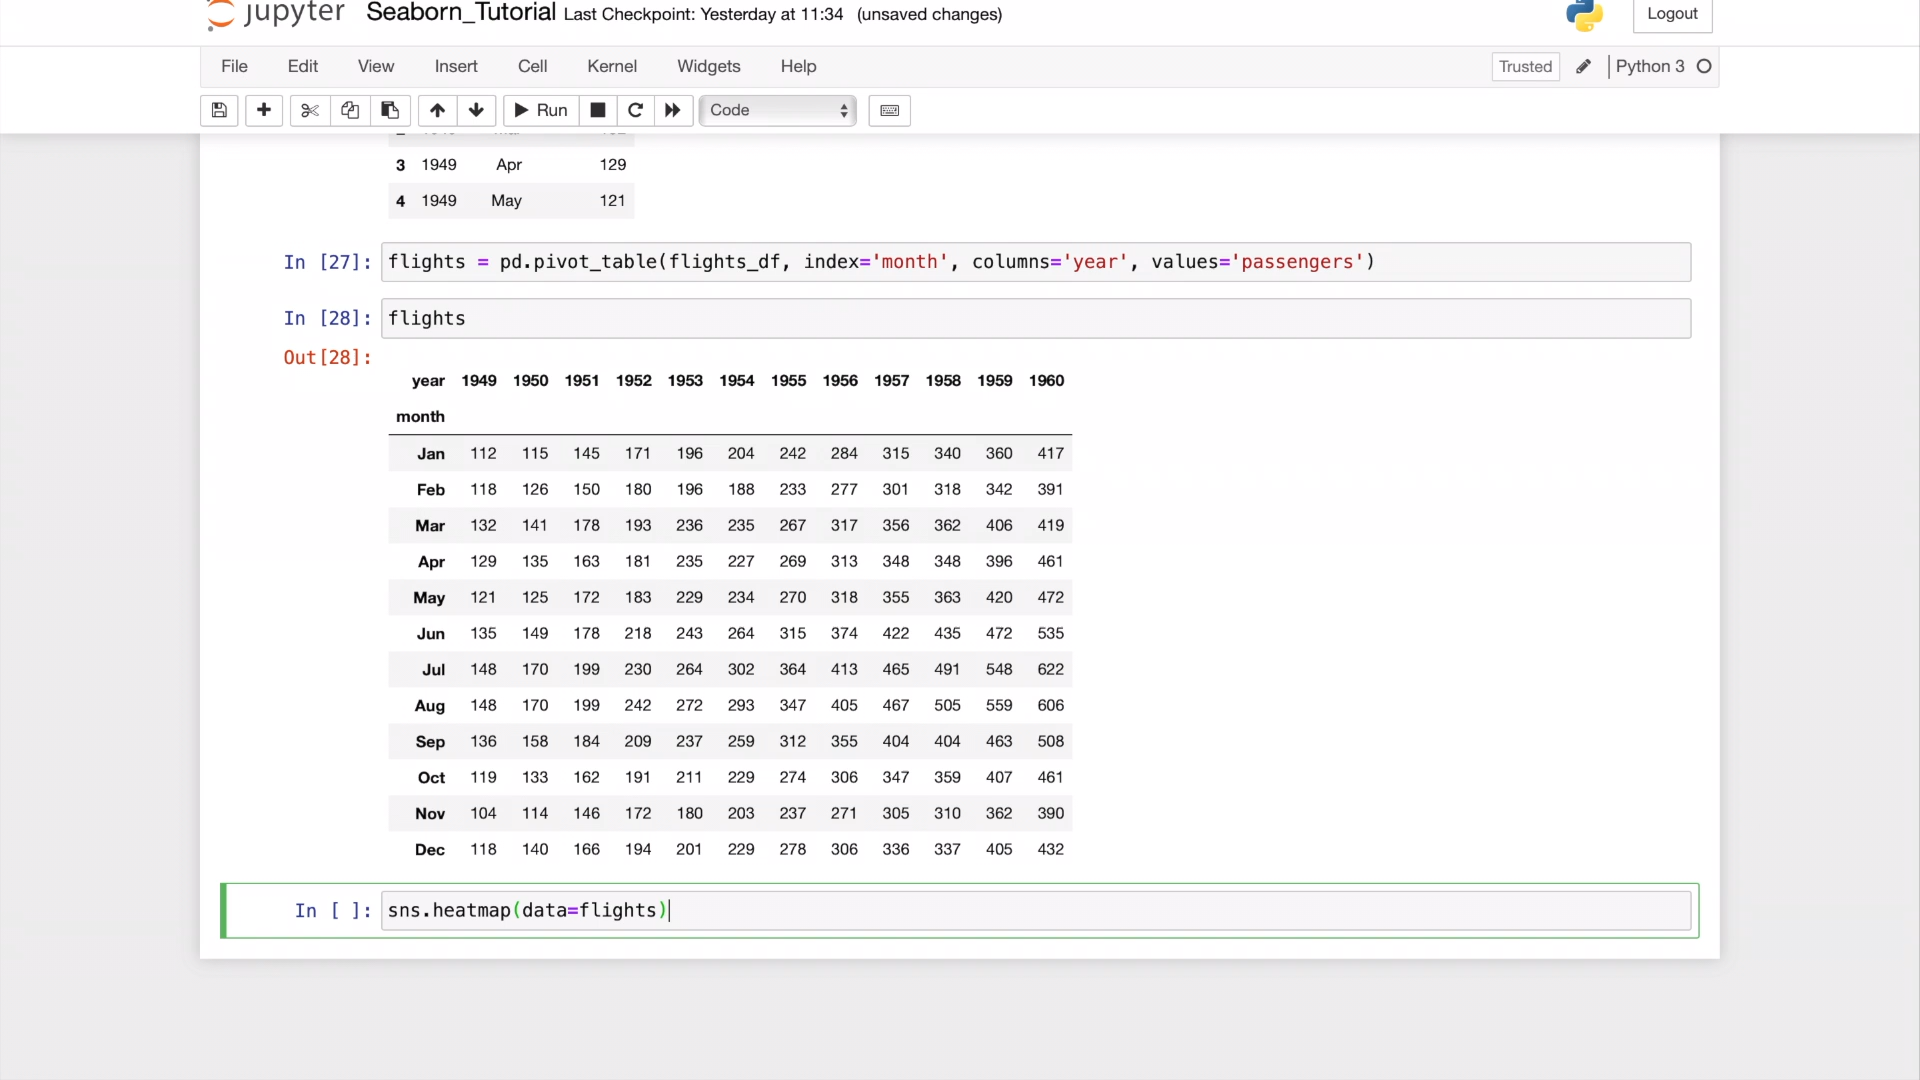 jupyter Seaborn_Tutorial Last Checkpoint: Yesterday at 11:34 (unsaved changes) Logout
File Edit View Insert Cell Kernel Widgets Help Trusted Python 3
Run Code
3 1949 Apr 129
4 1949 May 121
In [27]: flights = pd.pivot_table(flights_df, index='month', columns='year', values='passengers')
In [28]: flights
Out[28]:
year 1949 1950 1951 1952 1953 1954 1955 1956 1957 1958 1959 1960
month
Jan 112 115 145 171 196 204 242 284 315 340 360 417
Feb 118 126 150 180 196 188 233 277 301 318 342 391
Mar 132 141 178 193 236 235 267 317 356 362 406 419
Apr 129 135 163 181 235 227 269 313 348 348 396 461
May 121 125 172 183 229 234 270 318 355 363 420 472
Jun 135 149 178 218 243 264 315 374 422 435 472 535
Jul 148 170 199 230 264 302 364 413 465 491 548 622
Aug 148 170 199 242 272 293 347 405 467 505 559 606
Sep 136 158 184 209 237 259 312 355 404 404 463 508
Oct 119 133 162 191 211 229 274 306 347 359 407 461
Nov 104 114 146 172 180 203 237 271 305 310 362 390
Dec 118 140 166 194 201 229 278 306 336 337 405 432
In [ ]: sns.heatmap(data=flights)